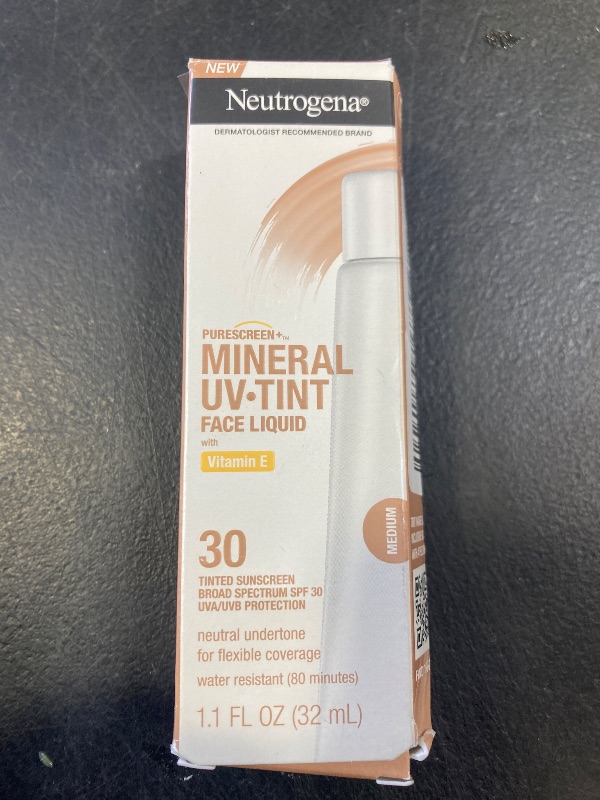 NEW
Neutrogena®
DERMATOLOGIST RECOMMENDED BRAND
PURESCREEN+™
MINERAL
UV•TINT
FACE LIQUID
with
Vitamin E
MEDIUM
30
TINTED SUNSCREEN
BROAD SPECTRUM SPF 30
UVA/UVB PROTECTION
neutral undertone
for flexible coverage
water resistant (80 minutes)
1.1 FL OZ (32 mL)